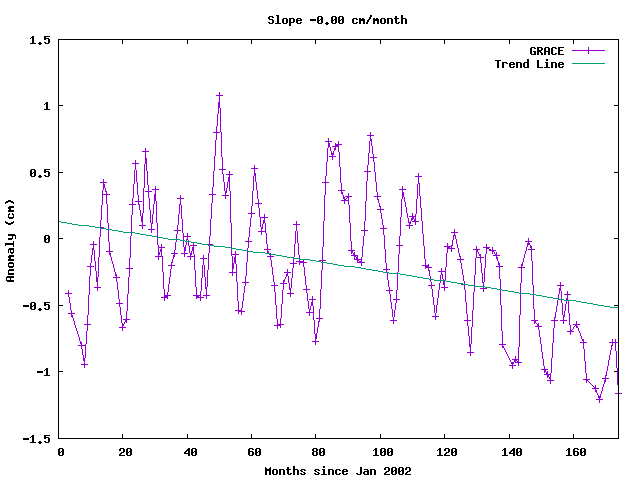 Slope -0.00 cm/month
1.5
GRACE
Trend Line
1
0.5
Anomaly (cm)
0
-0.5
-1
-1.5
0 20 40 60 80 100 120 140 160
Months since Jan 2002